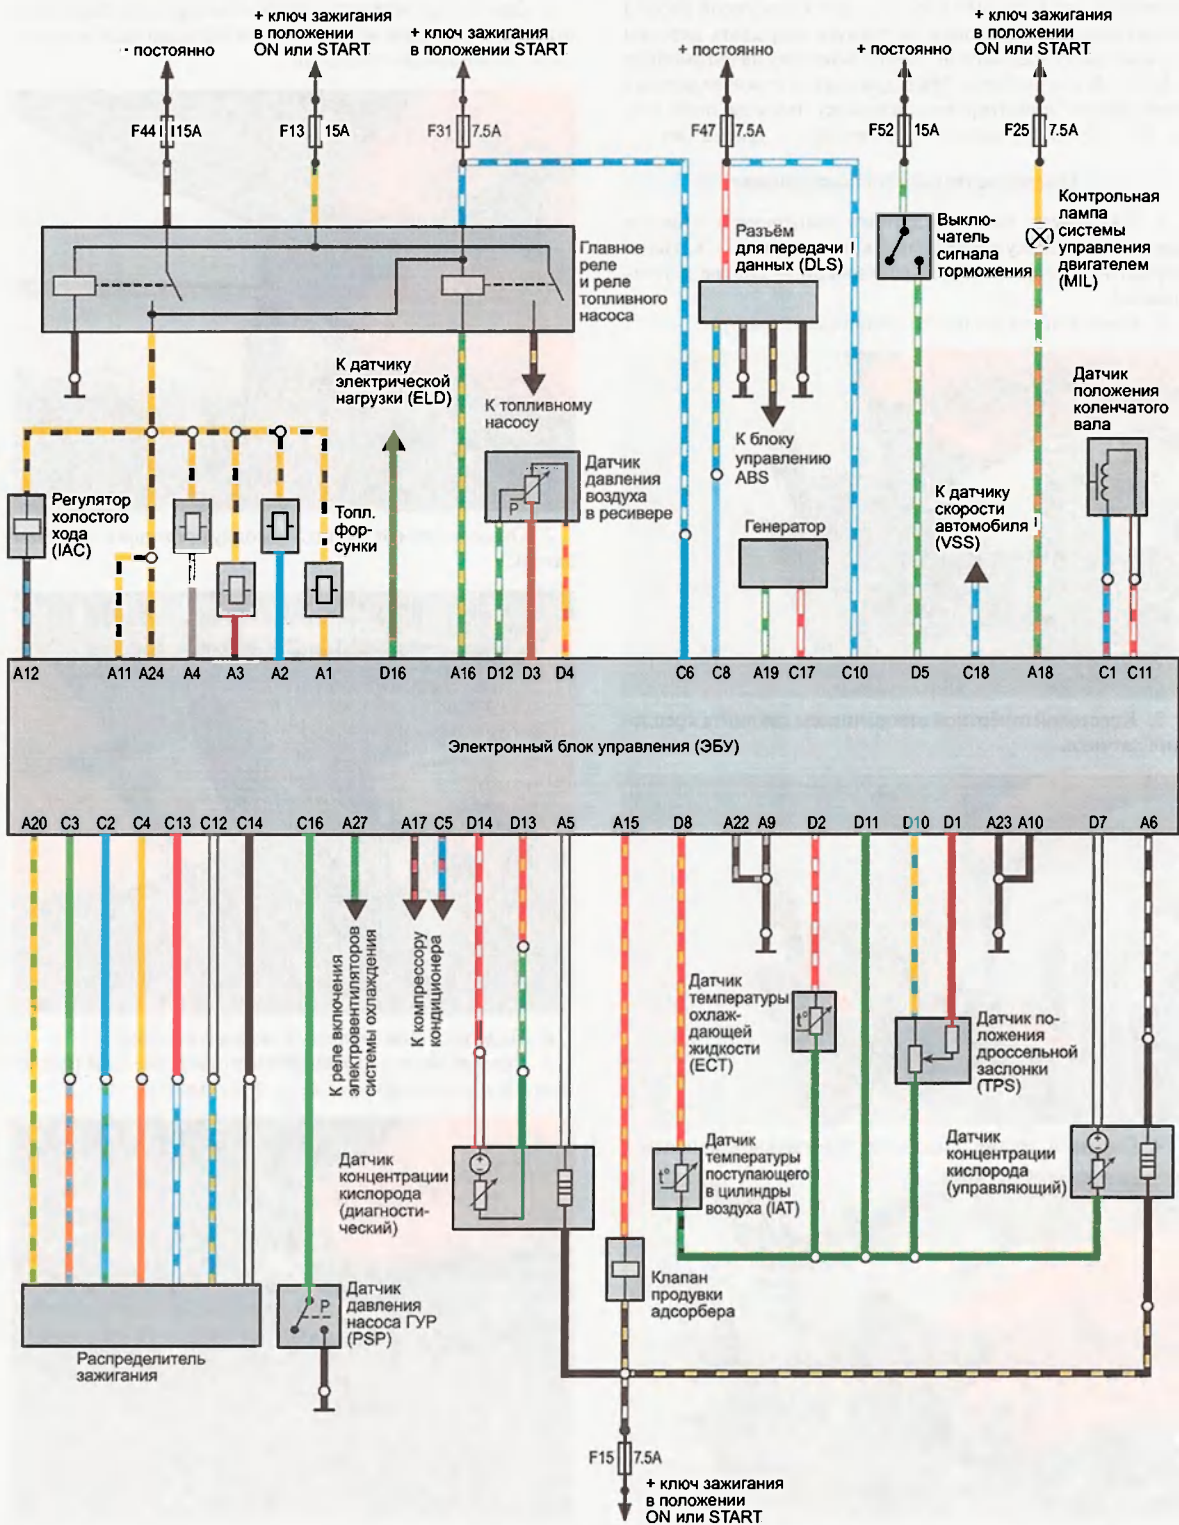 + ключ зажигания
в положении
ON или START
+ ключ зажигания
в положении START
+ ключ зажигания
в положении
ON или START
- постоянно
+ постоянно
+ постоянно
F44 15A
F13 15A
F31 7.5A
F47 7.5A
F52 15A
F25 7.5A
Главное
реле
и реле
топливного
насоса
Разъём
для передачи
данных (DLS)
Выклю-
чатель
сигнала
торможения
Контрольная
лампа
системы
управления
двигателем
(MIL)
К датчику
электрической
нагрузки (ELD)
К топливному
насосу
К блоку
управлению
ABS
Датчик
положения
коленчатого
вала
Регулятор
холостого
хода
(IAC)
Топл.
фор-
сунки
P
Датчик
давления
воздуха
в ресивере
Генератор
К датчику
скорости
автомобиля
(VSS)
A12 A11 A24 A4 A3 A2 A1 D16 A16 D12 D3 D4 C6 C8 A19 C17 C10 D5 C18 A18 C1 C11
Электронный блок управления (ЭБУ)
A20 C3 C2 C4 C13 C12 C14 C16 A27 A17 C5 D14 D13 A5 A15 D8 A22 A9 D2 D11 D10 D1 A23 A10 D7 A6
К реле включения
электровентиляторов
системы охлаждения
К компрессору
кондиционера
Датчик
температуры
охлаж-
дающей
жидкости
(ECT)
t°
Датчик по-
ложения
дроссельной
заслонки
(TPS)
Датчик
концентрации
кислорода
(диагности-
ческий)
t°
Датчик
температуры
поступающего
в цилиндры
воздуха (IAT)
Датчик
концентрации
кислорода
(управляющий)
Клапан
продувки
адсорбера
Распределитель
зажигания
P
Датчик
давления
насоса ГУР
(PSP)
F15 7.5A
+ ключ зажигания
в положении
ON или START